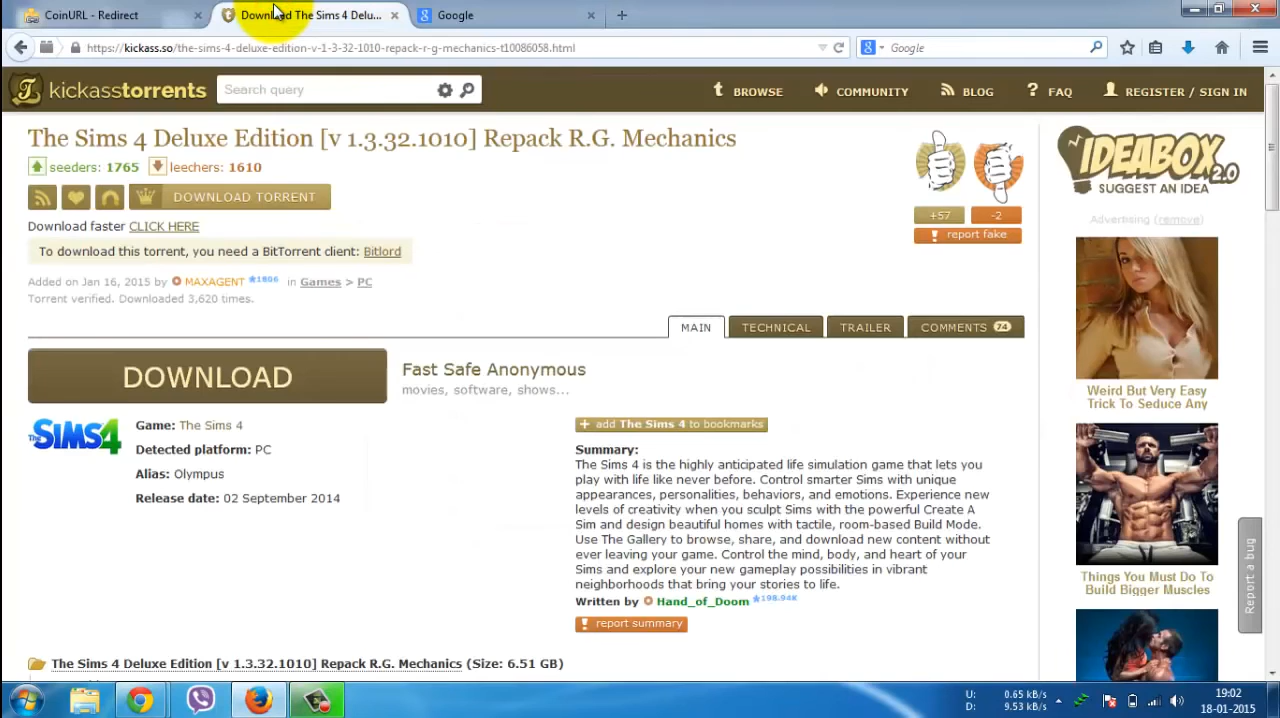 CoinURL - Redirect
Download The Sims 4 Delu...
Google
https://kickass.so/the-sims-4-deluxe-edition-v-1-3-32-1010-repack-r-g-mechanics-t10086058.html
Google
kickasstorrents
Search query
BROWSE
COMMUNITY
BLOG
FAQ
REGISTER / SIGN IN
The Sims 4 Deluxe Edition [v 1.3.32.1010] Repack R.G. Mechanics
seeders: 1765
leechers: 1610
DOWNLOAD TORRENT
+57
-2
report fake
Download faster CLICK HERE
To download this torrent, you need a BitTorrent client: Bitlord
Added on Jan 16, 2015 by MAXAGENT 1806 in Games > PC
Torrent verified. Downloaded 3,620 times.
IDEABOX 2.0
SUGGEST AN IDEA
Advertising (remove)
MAIN
TECHNICAL
TRAILER
COMMENTS 74
DOWNLOAD
Fast Safe Anonymous
movies, software, shows...
THE SIMS 4
Game: The Sims 4
Detected platform: PC
Alias: Olympus
Release date: 02 September 2014
+ add The Sims 4 to bookmarks
Summary:
The Sims 4 is the highly anticipated life simulation game that lets you
play with life like never before. Control smarter Sims with unique
appearances, personalities, behaviors, and emotions. Experience new
levels of creativity when you sculpt Sims with the powerful Create A
Sim and design beautiful homes with tactile, room-based Build Mode.
Use The Gallery to browse, share, and download new content without
ever leaving your game. Control the mind, body, and heart of your
Sims and explore your new gameplay possibilities in vibrant
neighborhoods that bring your stories to life.
Written by Hand_of_Doom 198.94K
report summary
Weird But Very Easy
Trick To Seduce Any
Things You Must Do To
Build Bigger Muscles
Report a bug
The Sims 4 Deluxe Edition [v 1.3.32.1010] Repack R.G. Mechanics (Size: 6.51 GB)
U: 0.65 kB/s
D: 9.53 kB/s
19:02
18-01-2015